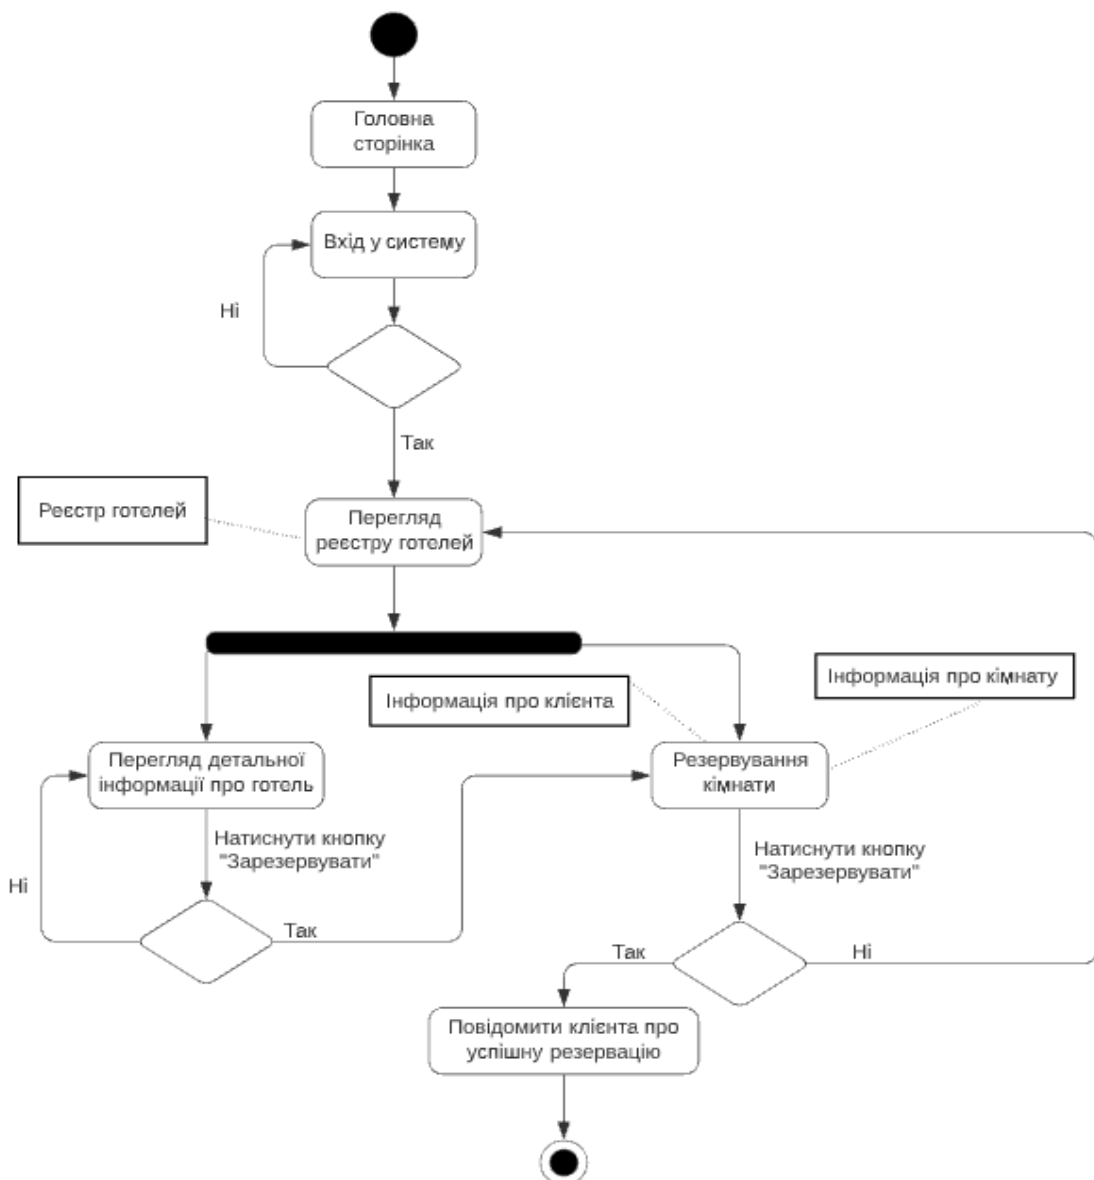 Головна
сторінка
Вхід у систему
Ні
Так
Реєстр готелей
Перегляд
реєстру готелей
Інформація про клієнта
Інформація про кімнату
Перегляд детальної
інформації про готель
Резервування
кімнати
Натиснути кнопку
"Зарезервувати"
Натиснути кнопку
"Зарезервувати"
Ні
Так
Так
Ні
Повідомити клієнта про
успішну резервацію